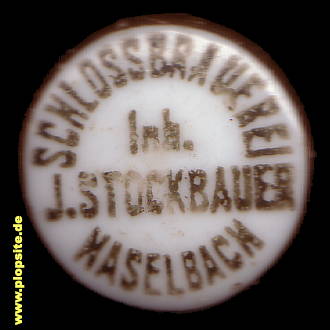 SCHLOSSBRAUEREI
Inh.
J. STOCKBAUER
HASELBACH
www.plopsite.de